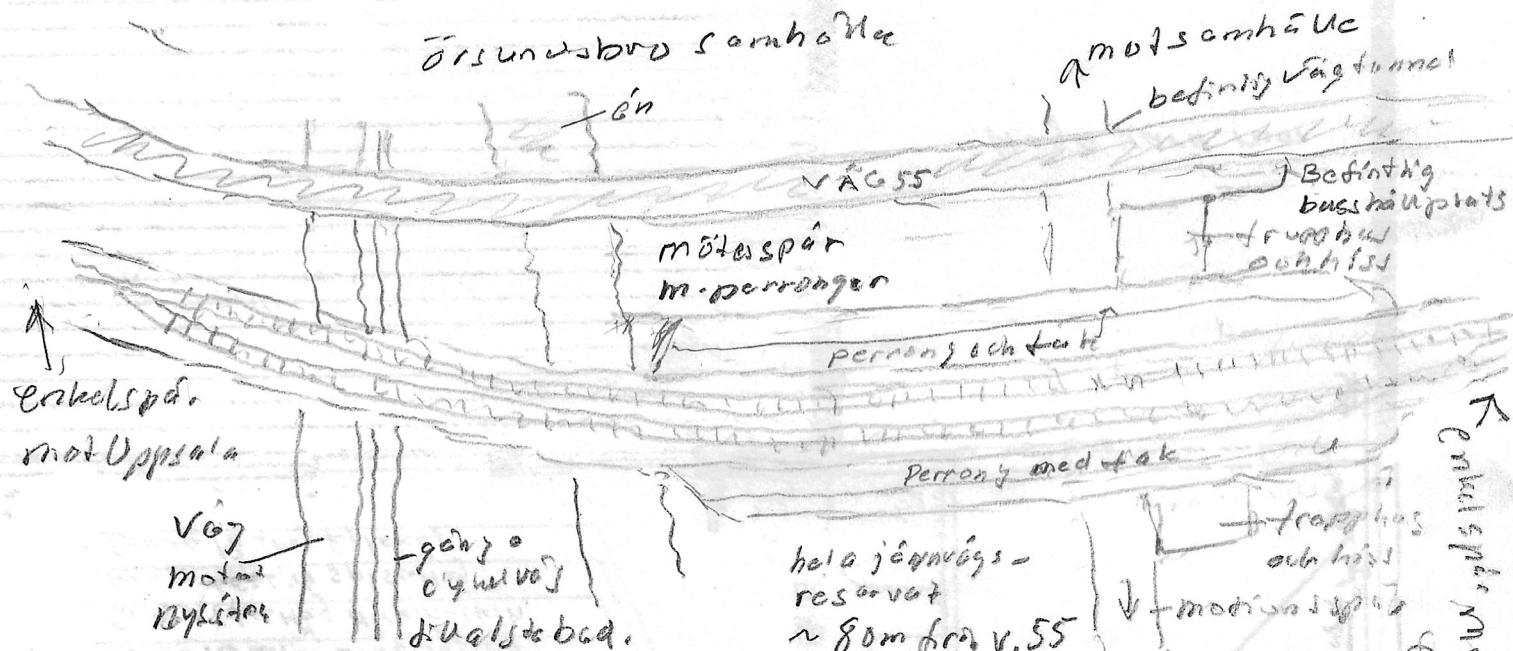 örsundsbro samhälle
mot samhälle
befintlig vägtunnel
ån
VÄG 55
Befintlig
busshållplats
trapphus
och hiss
mötesspår
m. perronger
perrong och tak
enkelspår
mot Uppsala
Perrong med tak
Väg
mot
gång o
cykelväg
hela järnvägs-
reservat
~ 80m från v. 55
trapphus
och hiss
motionsspår
enkelspår